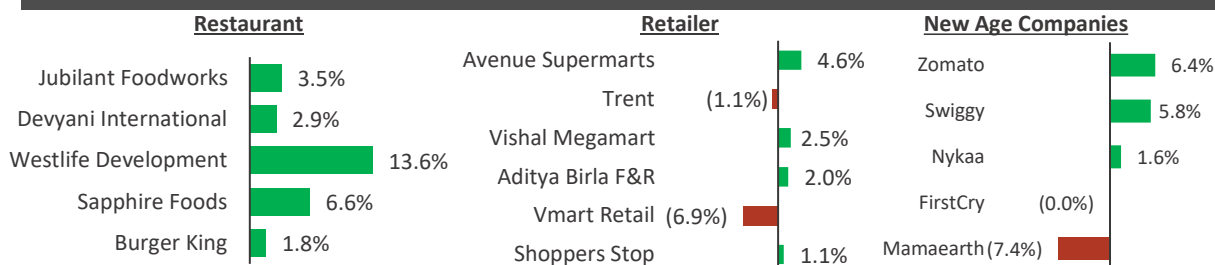 Restaurant
Jubilant Foodworks 3.5%
Devyani International 2.9%
Westlife Development 13.6%
Sapphire Foods 6.6%
Burger King 1.8%
Retailer
Avenue Supermarts 4.6%
Trent (1.1%)
Vishal Megamart 2.5%
Aditya Birla F&R 2.0%
Vmart Retail (6.9%)
Shoppers Stop 1.1%
New Age Companies
Zomato 6.4%
Swiggy 5.8%
Nykaa 1.6%
FirstCry (0.0%)
Mamaearth (7.4%)